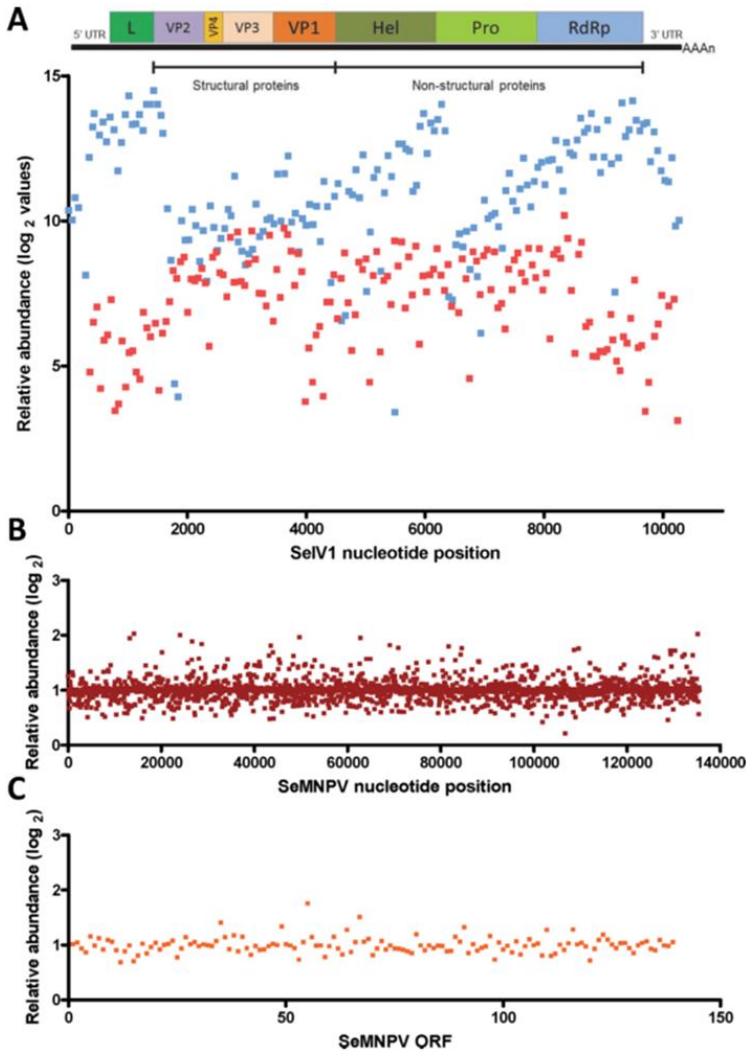 A
5' UTR L VP2 VP4 VP3 VP1 Hel Pro RdRp 3' UTR
AAAn
Structural proteins Non-structural proteins
Relative abundance (log 2 values)
15
10
5
0
0 2000 4000 6000 8000 10000
SeIV1 nucleotide position
B
Relative abundance (log 2)
3
2
1
0
0 20000 40000 60000 80000 100000 120000 140000
SeMNPV nucleotide position
C
Relative abundance (log 2)
3
2
1
0
0 50 100 150
SeMNPV ORF